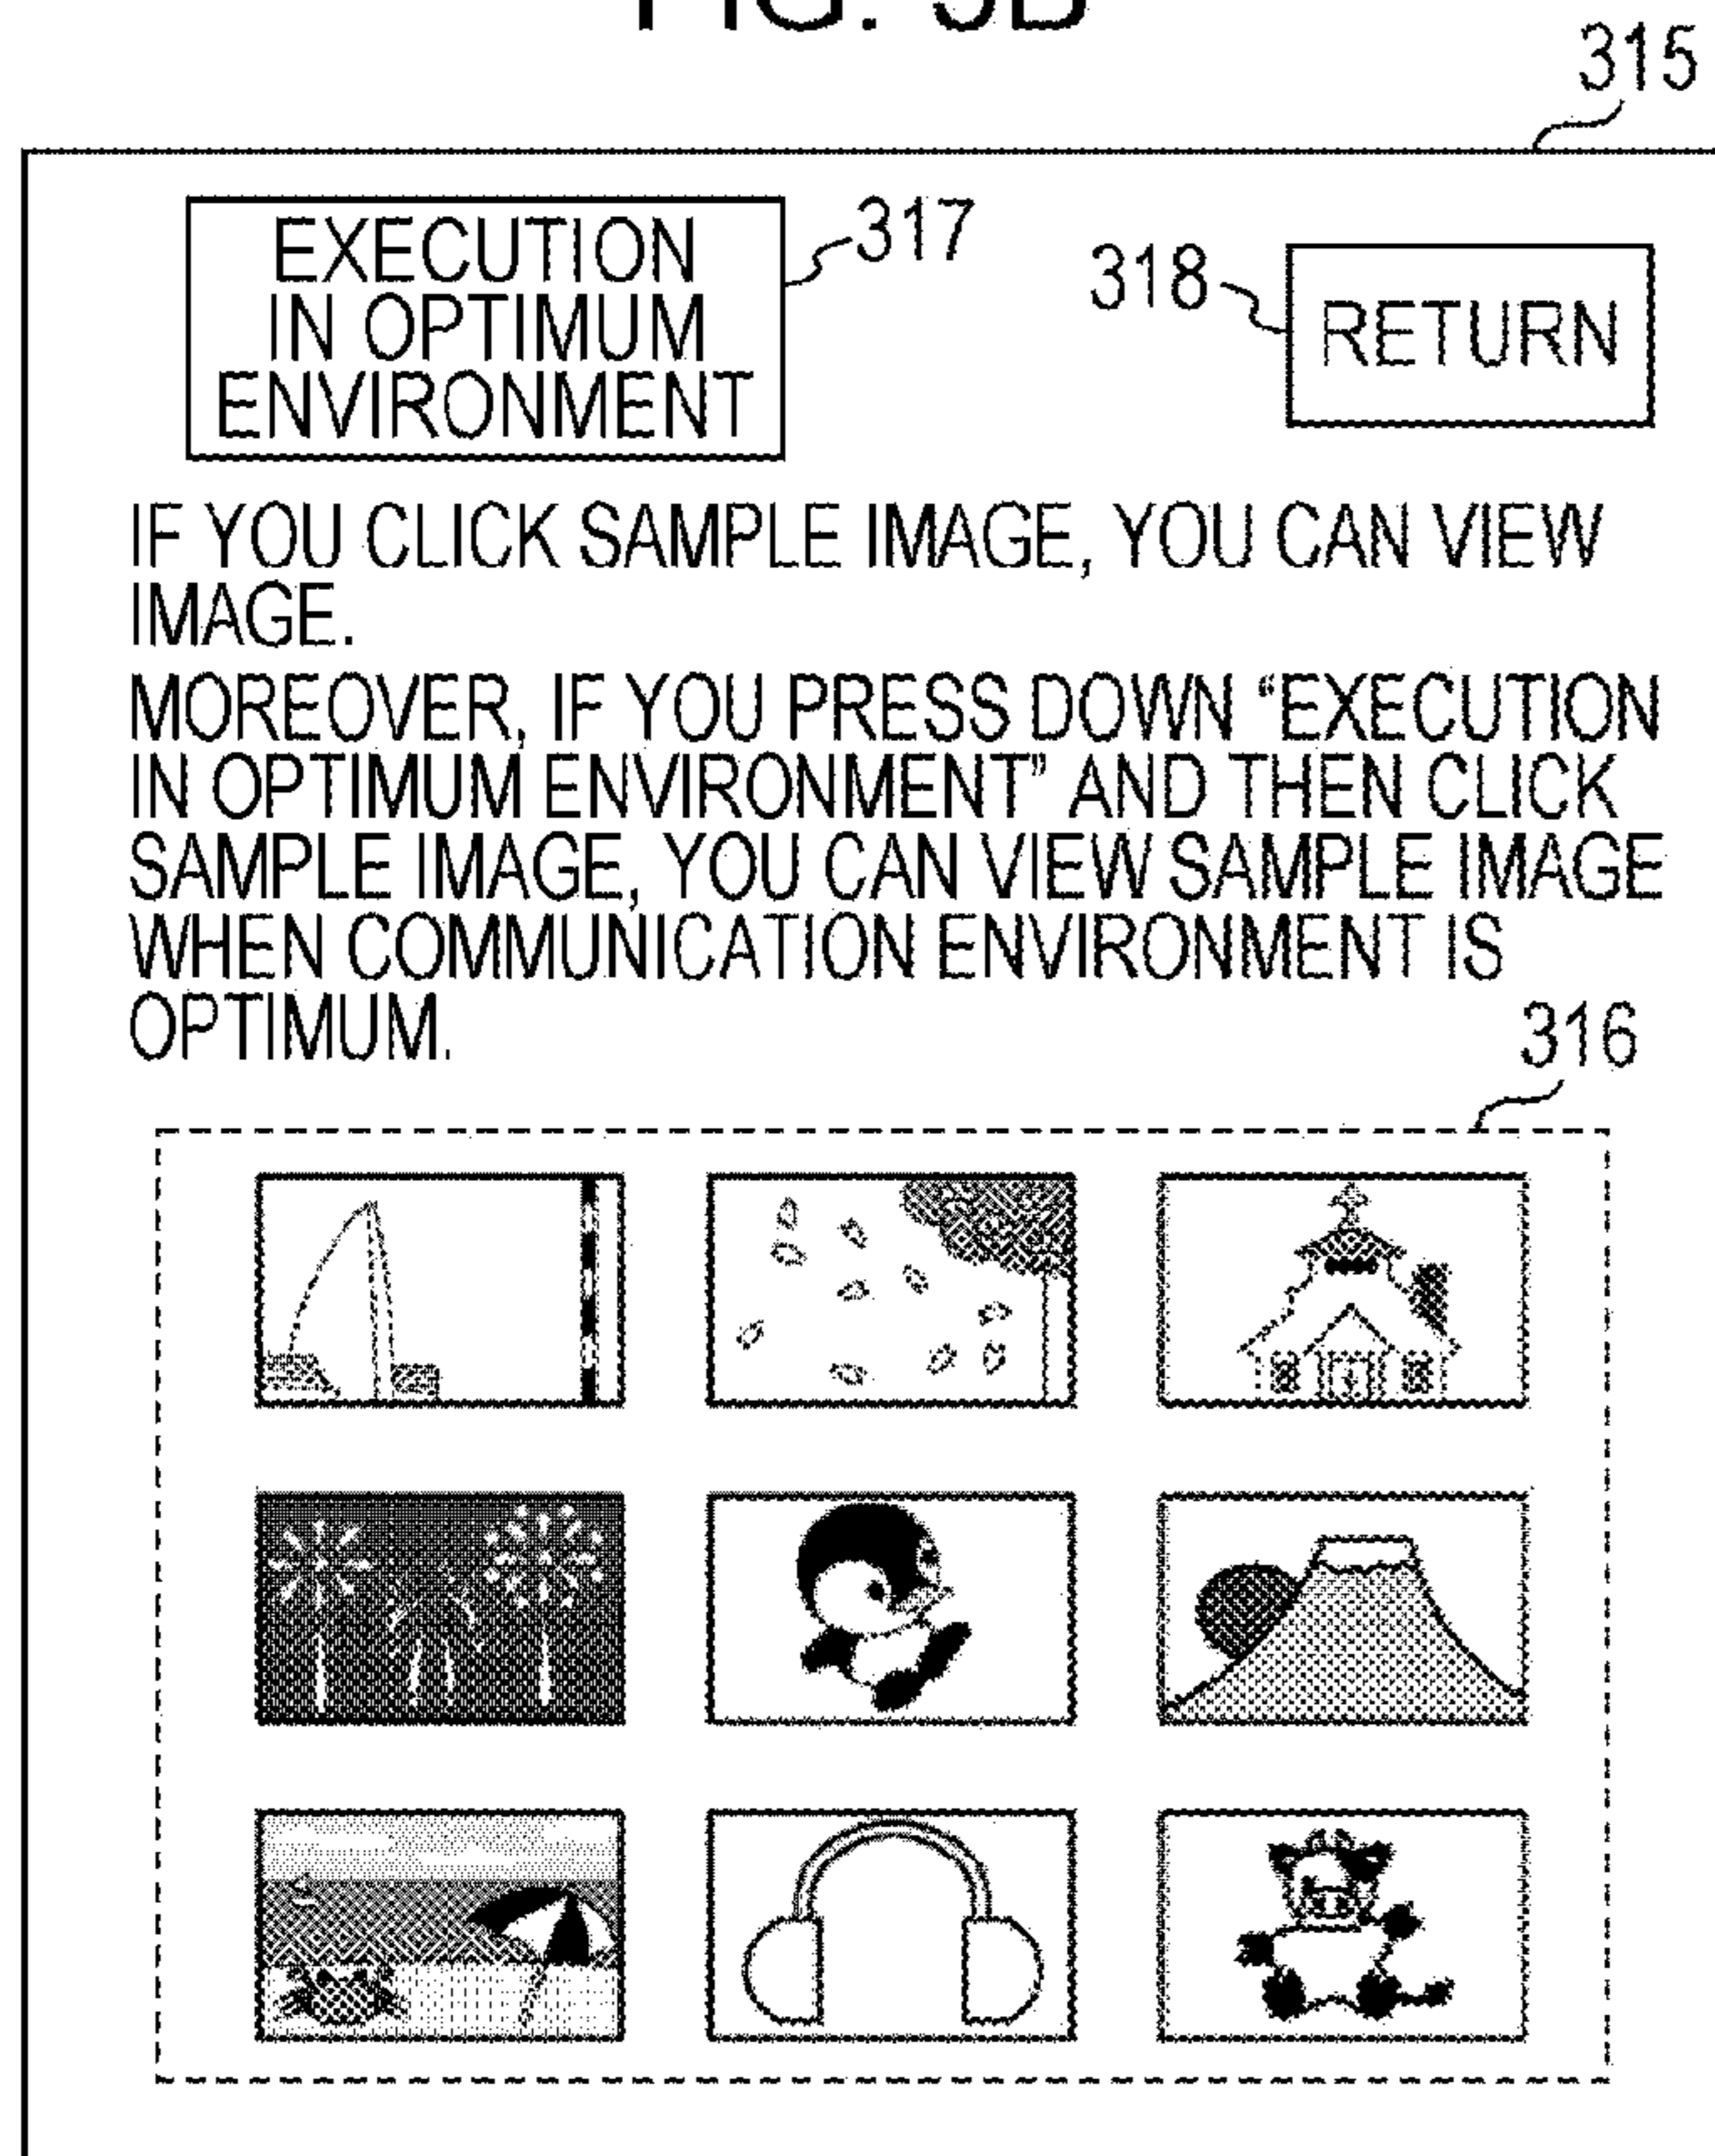 315
EXECUTION
IN OPTIMUM
ENVIRONMENT
317
318
RETURN
IF YOU CLICK SAMPLE IMAGE, YOU CAN VIEW
IMAGE.
MOREOVER, IF YOU PRESS DOWN “EXECUTION
IN OPTIMUM ENVIRONMENT” AND THEN CLICK
SAMPLE IMAGE, YOU CAN VIEW SAMPLE IMAGE
WHEN COMMUNICATION ENVIRONMENT IS
OPTIMUM.
316